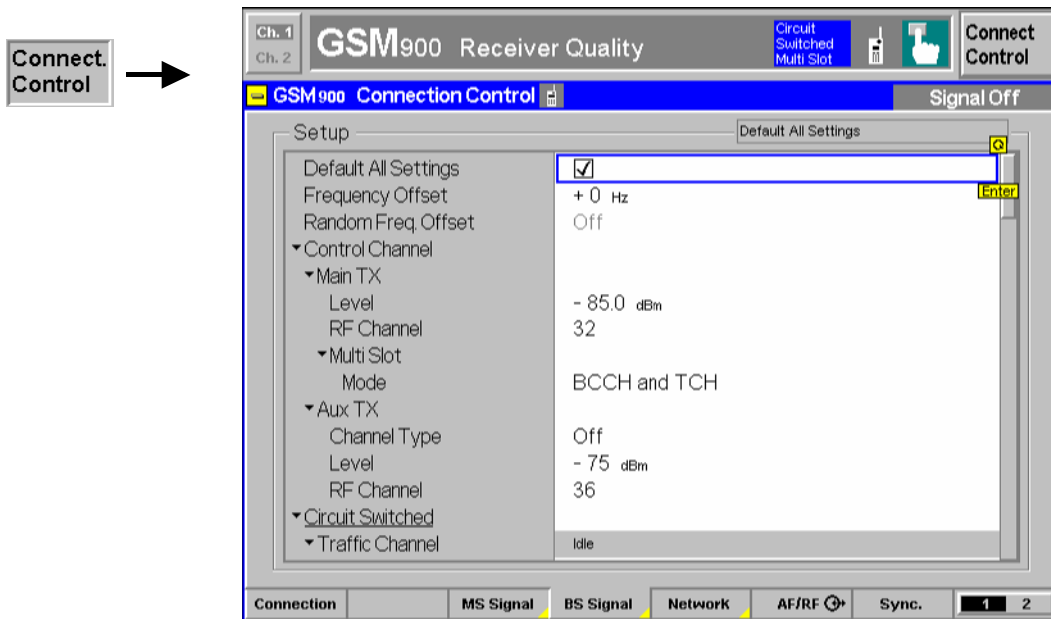 Connect.
Control
Ch. 1
Ch. 2
GSM900 Receiver Quality
Circuit
Switched
Multi Slot
Connect
Control
GSM900 Connection Control
Signal Off
Setup
Default All Settings
Default All Settings
Enter
Frequency Offset + 0 Hz
Random Freq. Offset Off
Control Channel
Main TX
Level - 85.0 dBm
RF Channel 32
Multi Slot
Mode BCCH and TCH
Aux TX
Channel Type Off
Level - 75 dBm
RF Channel 36
Circuit Switched
Traffic Channel Idle
Connection MS Signal BS Signal Network AF/RF Sync. 1 2